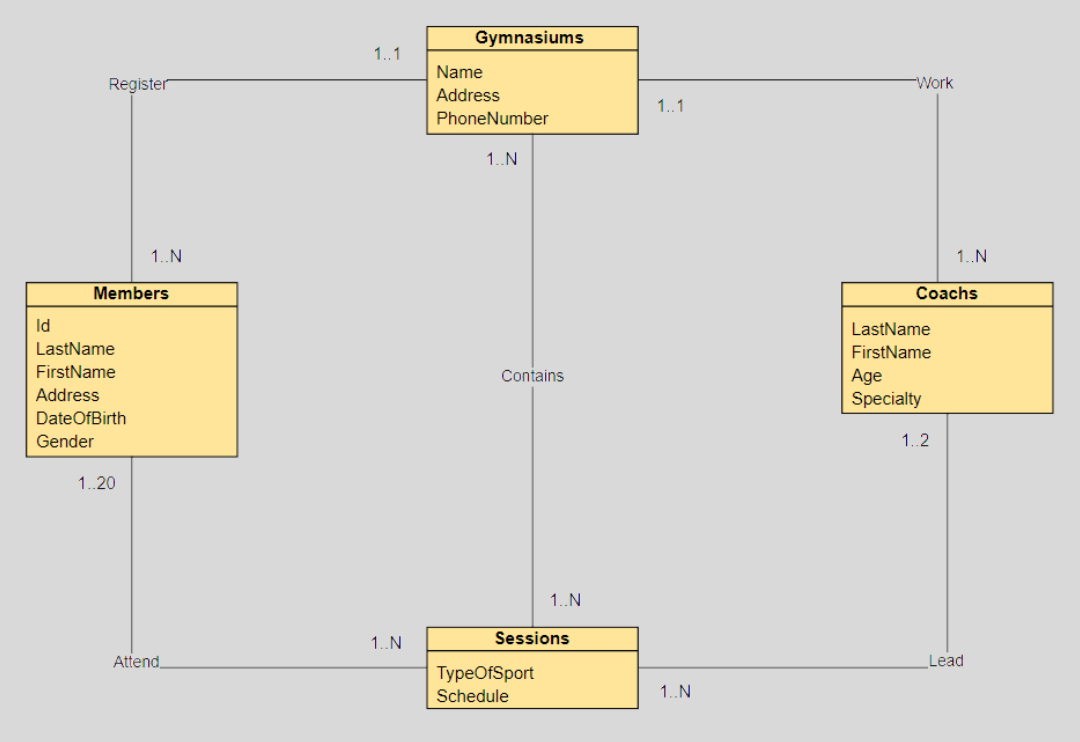 Gymnasiums
1..1
Name
Address
PhoneNumber
Register
Work
1..1
1..N
1..N
1..N
Members
Id
LastName
FirstName
Address
DateOfBirth
Gender
Coachs
LastName
FirstName
Age
Specialty
Contains
1..20
1..2
1..N
1..N
Sessions
TypeOfSport
Schedule
Attend
Lead
1..N